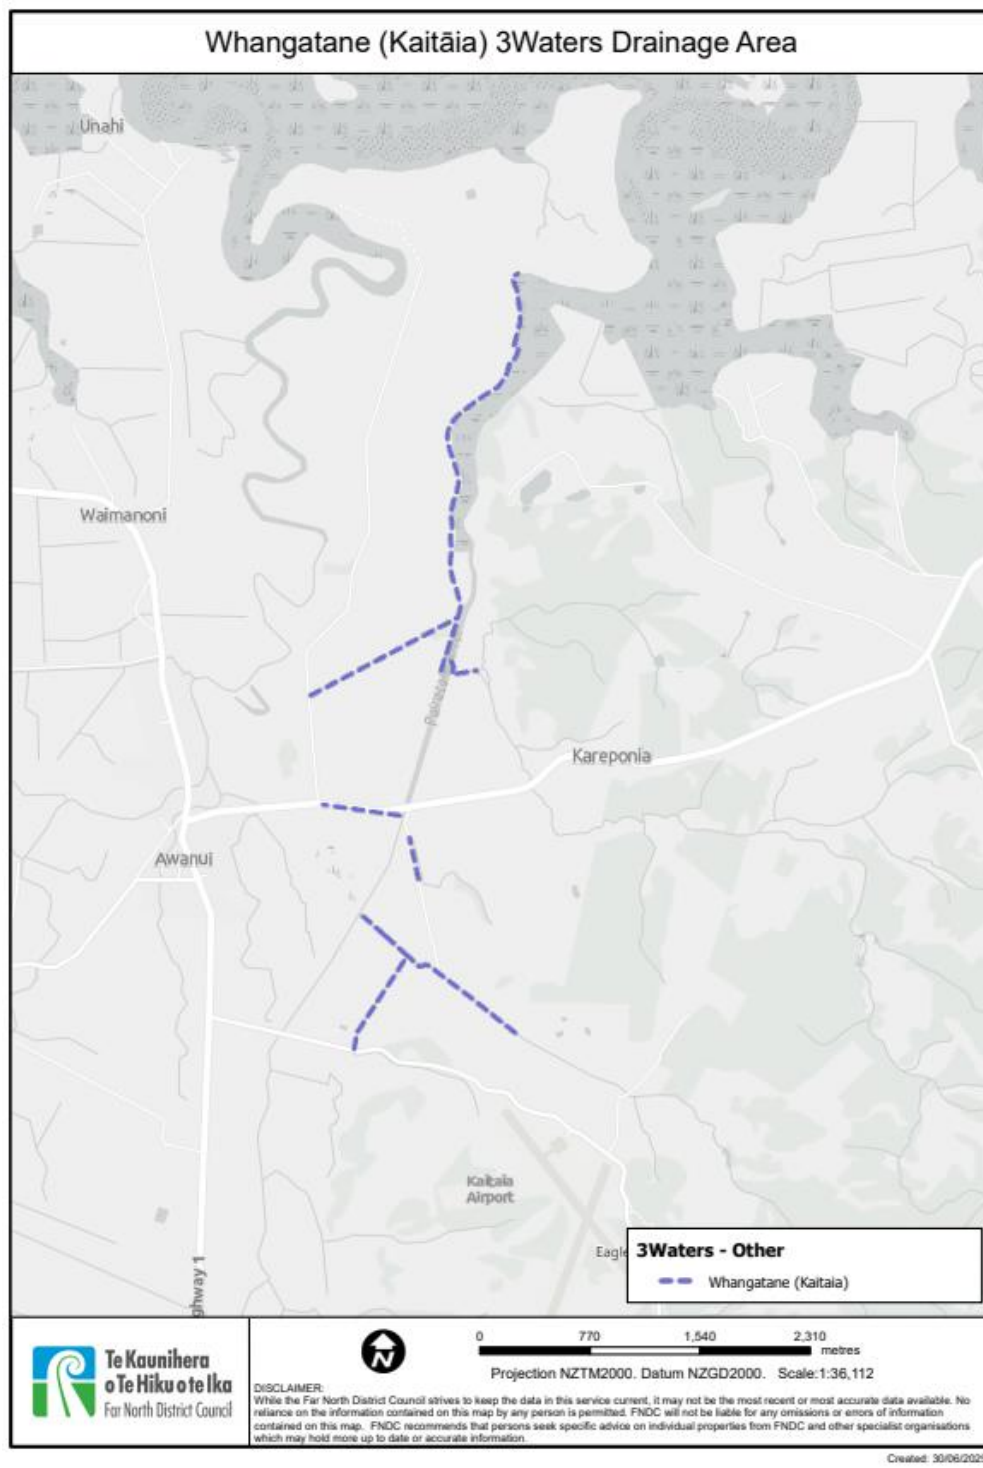 Whangatane (Kaitāia) 3Waters Drainage Area
Unahi
Waimanoni
Kareponia
Awanui
Kaitaia
Airport
Eagle
ghway 1
3Waters - Other
Whangatane (Kaitaia)
Te Kaunihera
o Te Hiku o te Ika
Far North District Council
N
0 770 1,540 2,310
metres
Projection NZTM2000. Datum NZGD2000. Scale:1:36,112
DISCLAIMER:
While the Far North District Council strives to keep the data in this service current, it may not be the most recent or most accurate data available. No
reliance on the information contained on this map by any person is permitted. FNDC will not be liable for any omissions or errors of information
contained on this map. FNDC recommends that persons seek specific advice on individual properties from FNDC and other specialist organisations
which may hold more up to date or accurate information.
Created: 30/06/2025